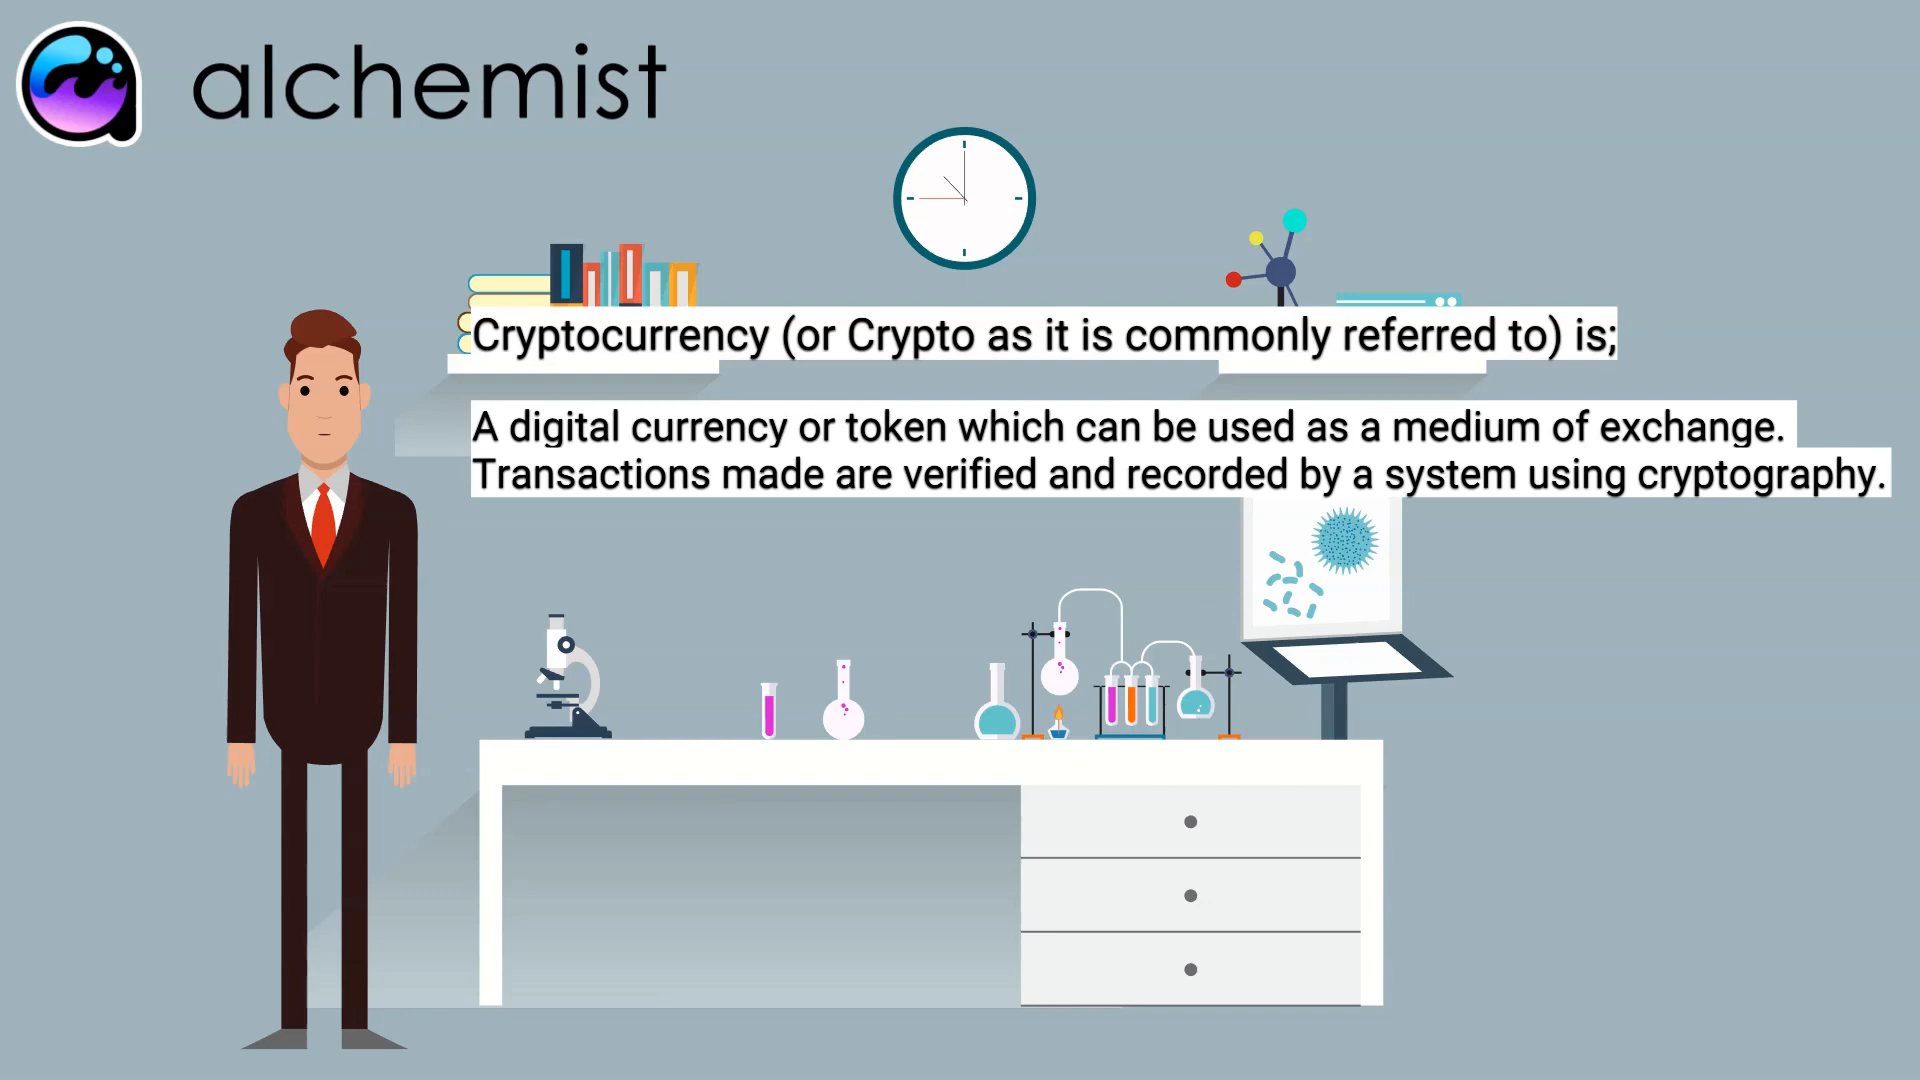 alchemist
Cryptocurrency (or Crypto as it is commonly referred to) is;
A digital currency or token which can be used as a medium of exchange.
Transactions made are verified and recorded by a system using cryptography.